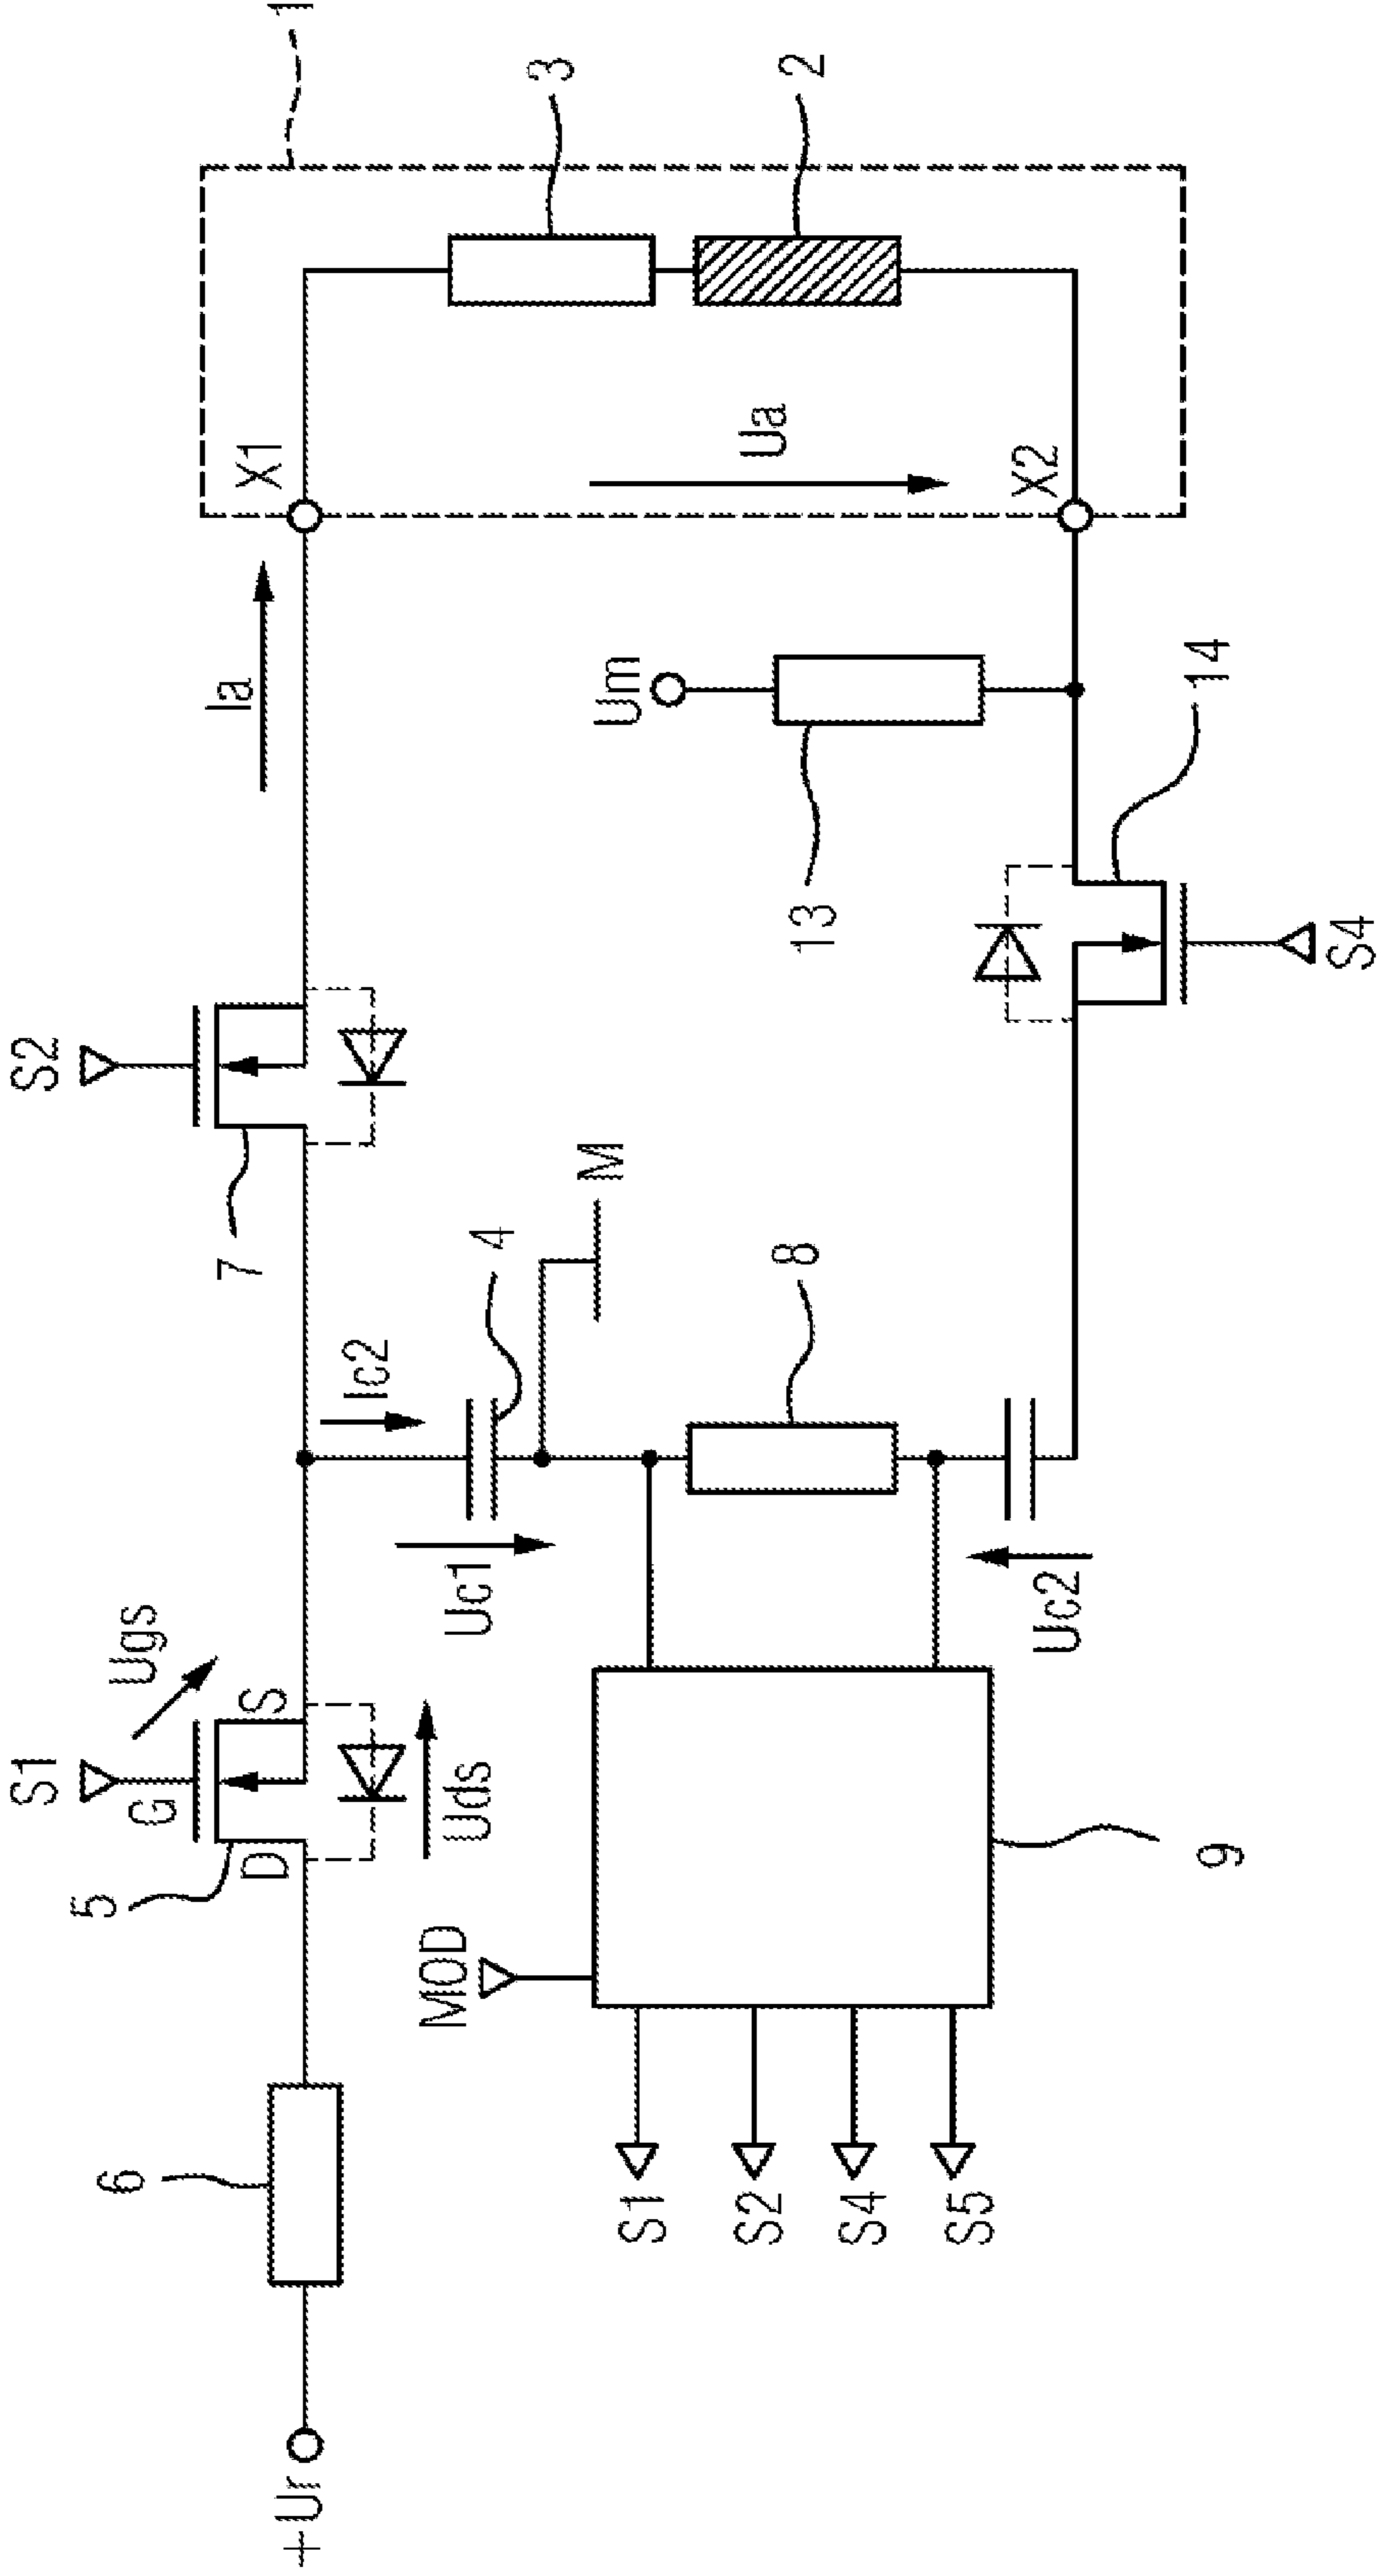 S1
S2
5
6
Ugs
G
D
S
7
Ia
X1
1
+Ur
Ic2
MOD
Uds
Uc1
4
3
M
Um
S1
S2
Ua
8
13
2
S4
S5
Uc2
X2
9
14
S4